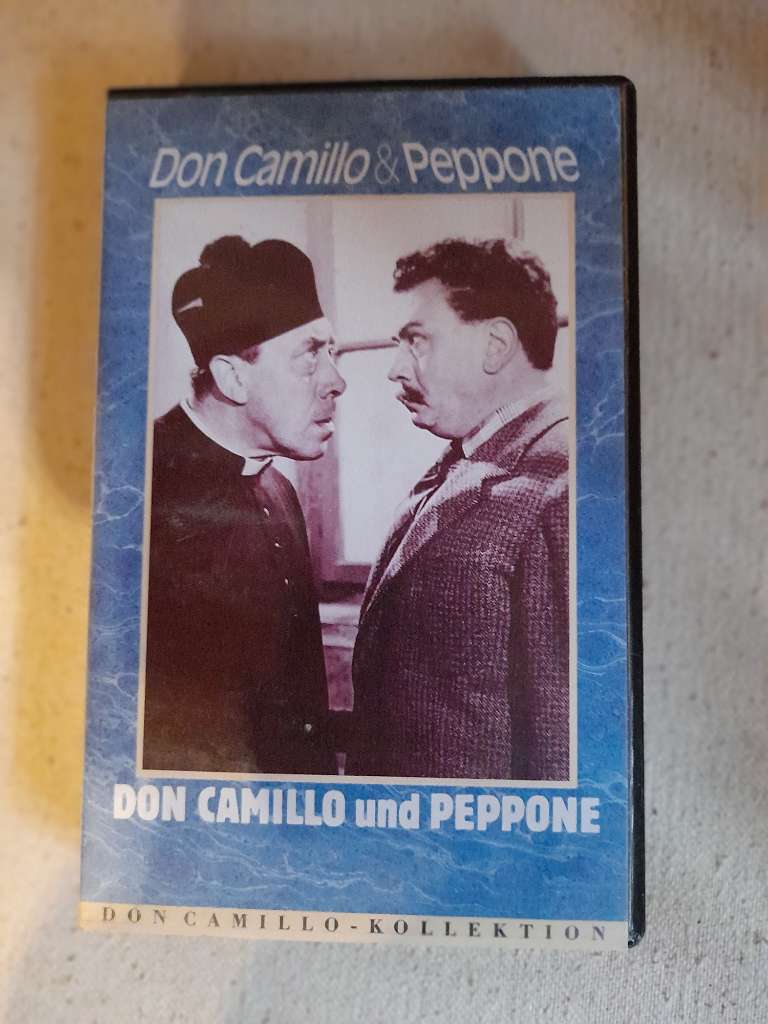 Don Camillo & Peppone
DON CAMILLO und PEPPONE
DON CAMILLO-KOLLEKTION